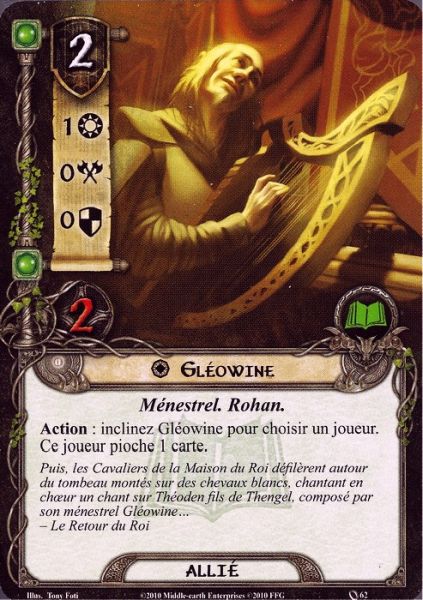 2
1
0
0
2
Gléowine
Ménestrel. Rohan.
Action : inclinez Gléowine pour choisir un joueur.
Ce joueur pioche 1 carte.
Puis, les Cavaliers de la Maison du Roi défilèrent autour
du tombeau montés sur des chevaux blancs, chantant en
chœur un chant sur Théoden fils de Thengel, composé par
son ménestrel Gléowine…
– Le Retour du Roi
ALLIÉ
Illus. Tony Foti ©2010 Middle-earth Enterprises ©2010 FFG 62